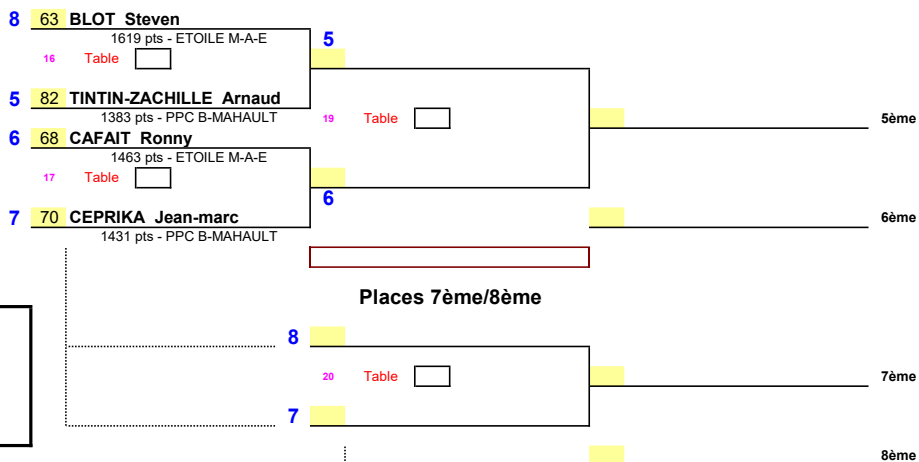 8 63 BLOT Steven
1619 pts - ETOILE M-A-E
5
16 Table
5 82 TINTIN-ZACHILLE Arnaud
1383 pts - PPC B-MAHAULT
19 Table
5ème
6 68 CAFAIT Ronny
1463 pts - ETOILE M-A-E
17 Table
6
7 70 CEPRIKA Jean-marc
6ème
1431 pts - PPC B-MAHAULT
Places 7ème/8ème
8
20 Table
7ème
7
8ème